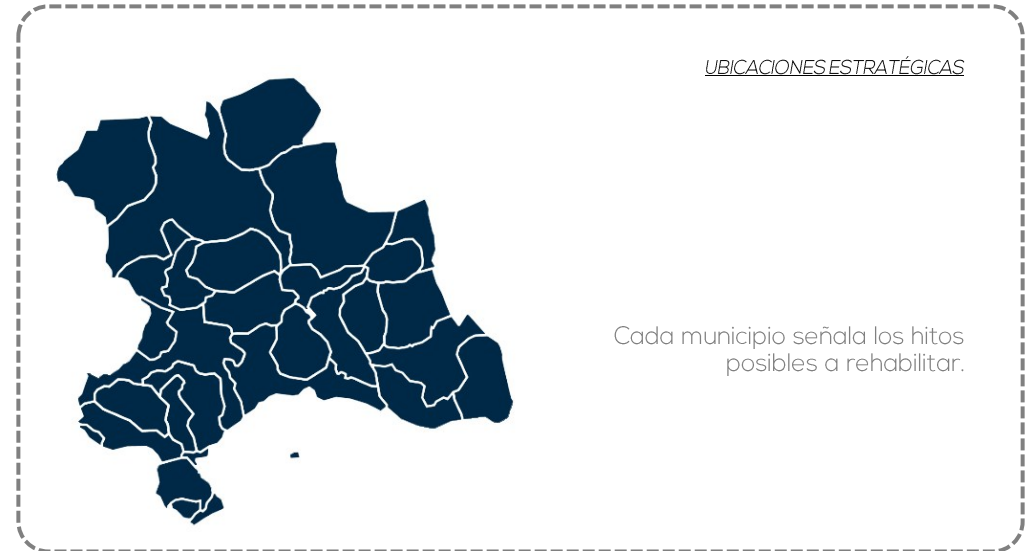 UBICACIONES ESTRATÉGICAS
Cada municipio señala los hitos
posibles a rehabilitar.